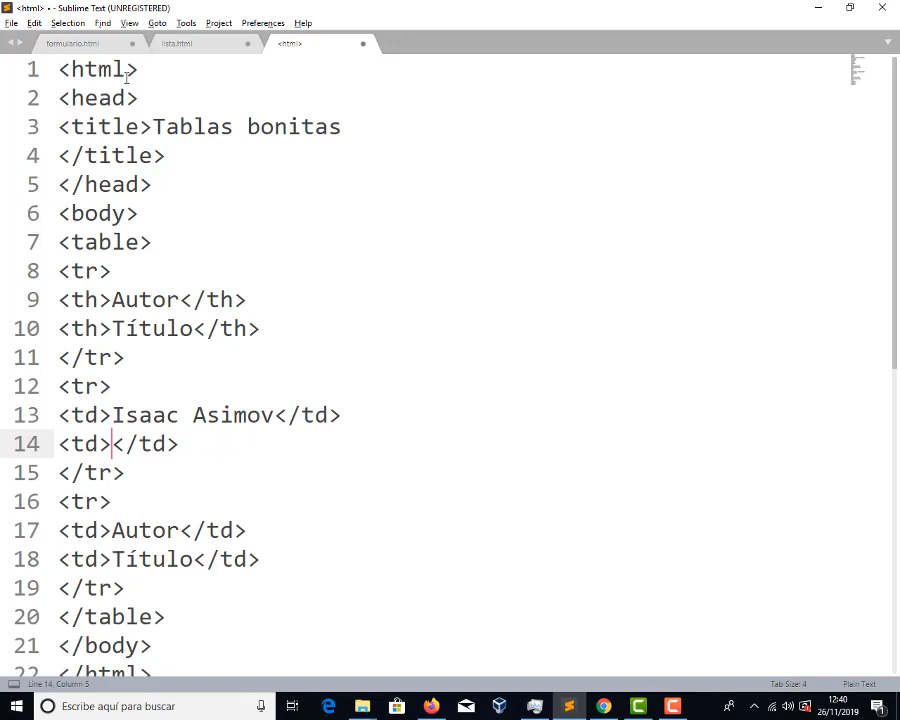 <html> • - Sublime Text (UNREGISTERED)
File Edit Selection Find View Goto Tools Project Preferences Help
formulario.html lista.html <html>
1 <html>
2 <head>
3 <title>Tablas bonitas
4 </title>
5 </head>
6 <body>
7 <table>
8 <tr>
9 <th>Autor</th>
10 <th>Título</th>
11 </tr>
12 <tr>
13 <td>Isaac Asimov</td>
14 <td></td>
15 </tr>
16 <tr>
17 <td>Autor</td>
18 <td>Título</td>
19 </tr>
20 </table>
21 </body>
22 </html>
Line 14, Column 5 Tab Size: 4 Plain Text
Escribe aquí para buscar
12:40
26/11/2019
1